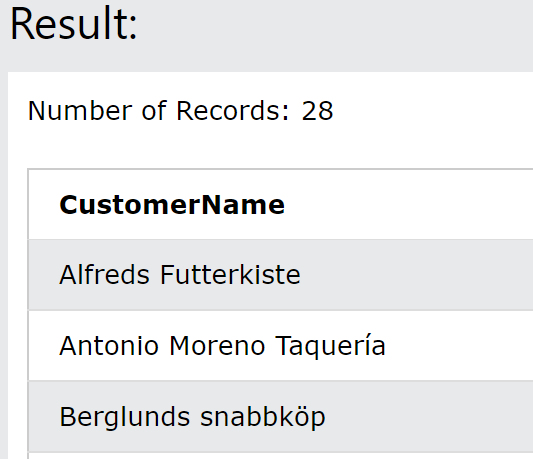 Result:
Number of Records: 28
CustomerName
Alfreds Futterkiste
Antonio Moreno Taquería
Berglunds snabbköp